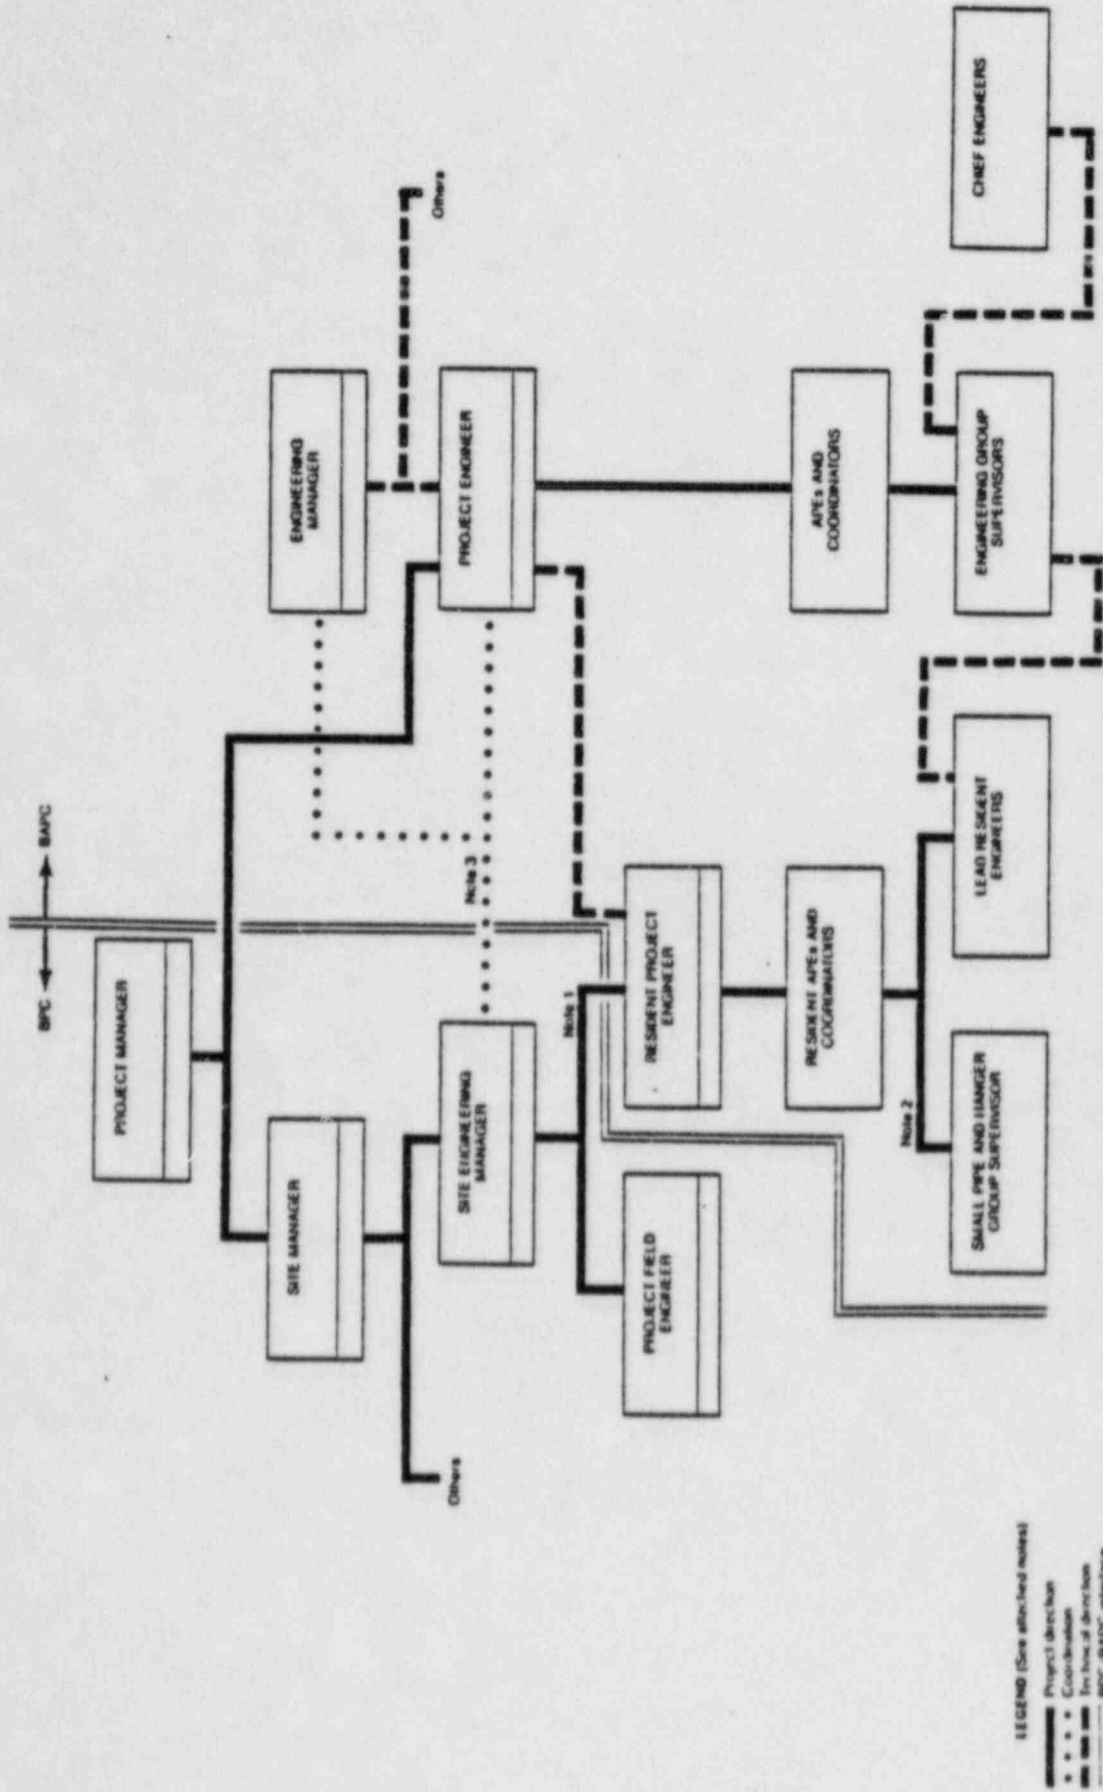 BPC
BAPC
PROJECT MANAGER
SITE MANAGER
ENGINEERING
MANAGER
Others
SITE ENGINEERING
MANAGER
Note 3
PROJECT ENGINEER
Others
Note 1
PROJECT FIELD
ENGINEER
RESIDENT PROJECT
ENGINEER
RESIDENT APEs AND
COORDINATORS
APEs AND
COORDINATORS
Note 2
SMALL PIPE AND HANGER
GROUP SUPERVISOR
LEAD RESIDENT
ENGINEERS
ENGINEERING GROUP
SUPERVISORS
CHIEF ENGINEERS
LEGEND (See attached notes)
Project direction
Coordination
Technical direction